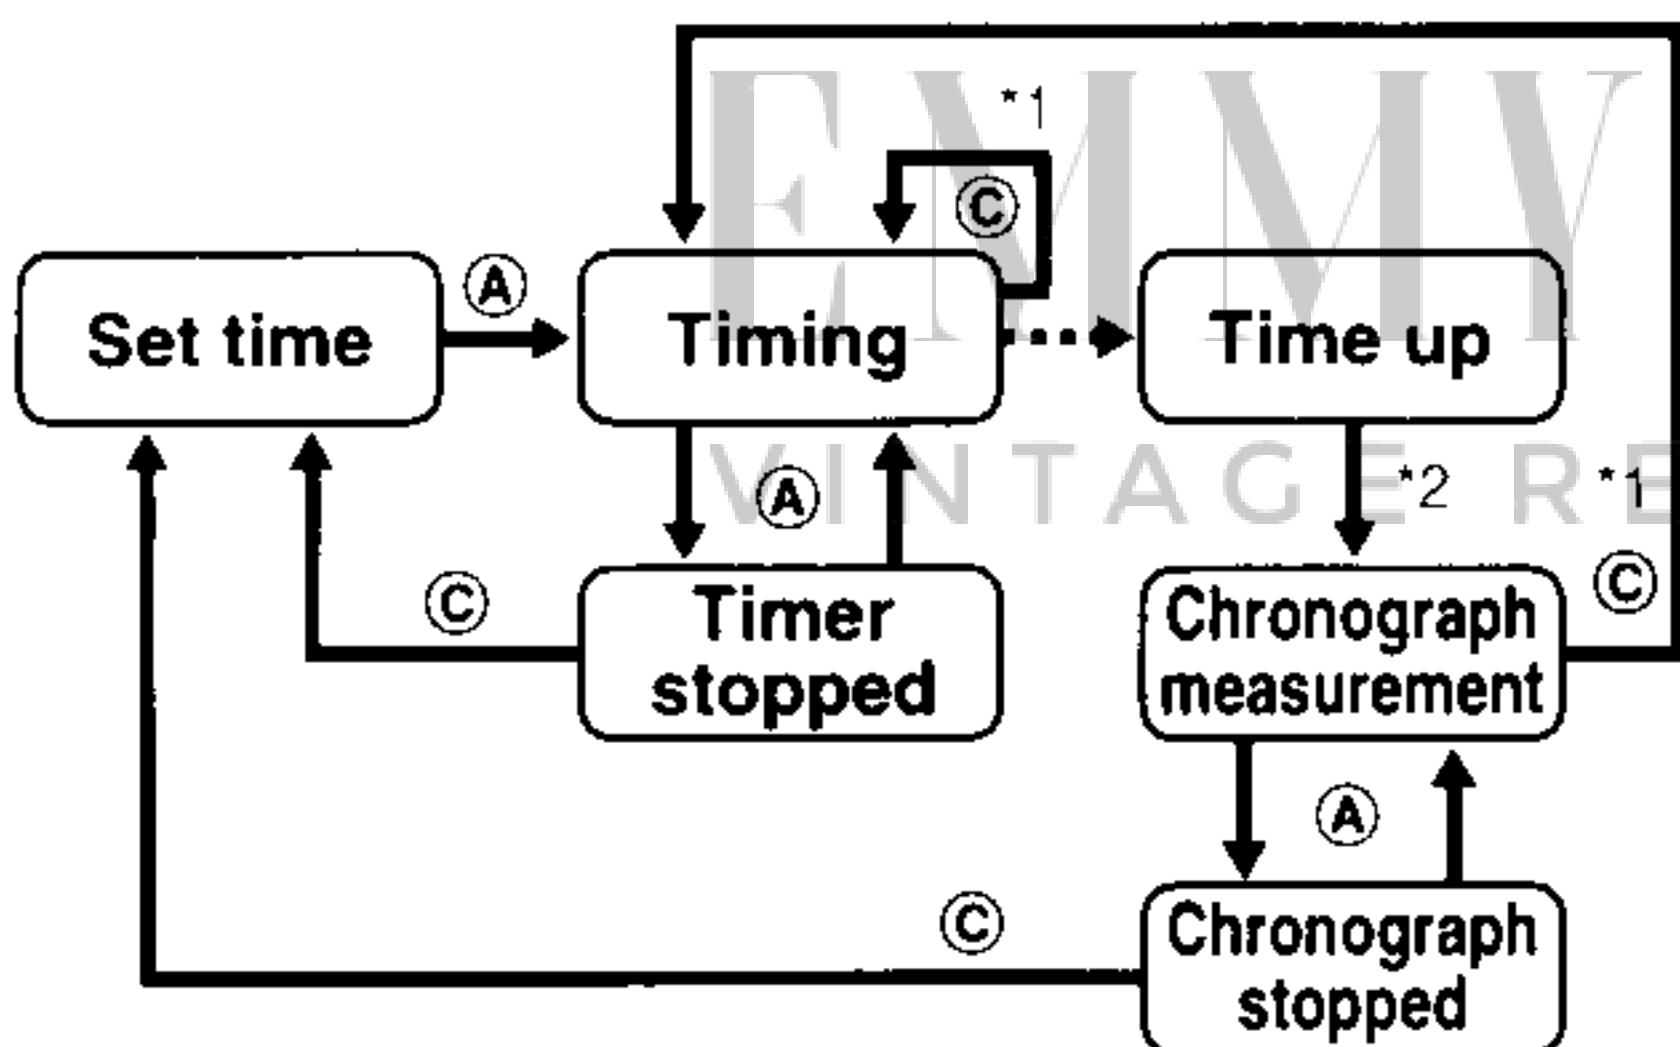 EMMY
*1
Ⓒ
Ⓐ
Set time
Timing
Time up
VINTAGE RE
Ⓐ
*2
*1
Ⓒ
Ⓒ
Timer
stopped
Chronograph
measurement
Ⓐ
Ⓒ
Chronograph
stopped